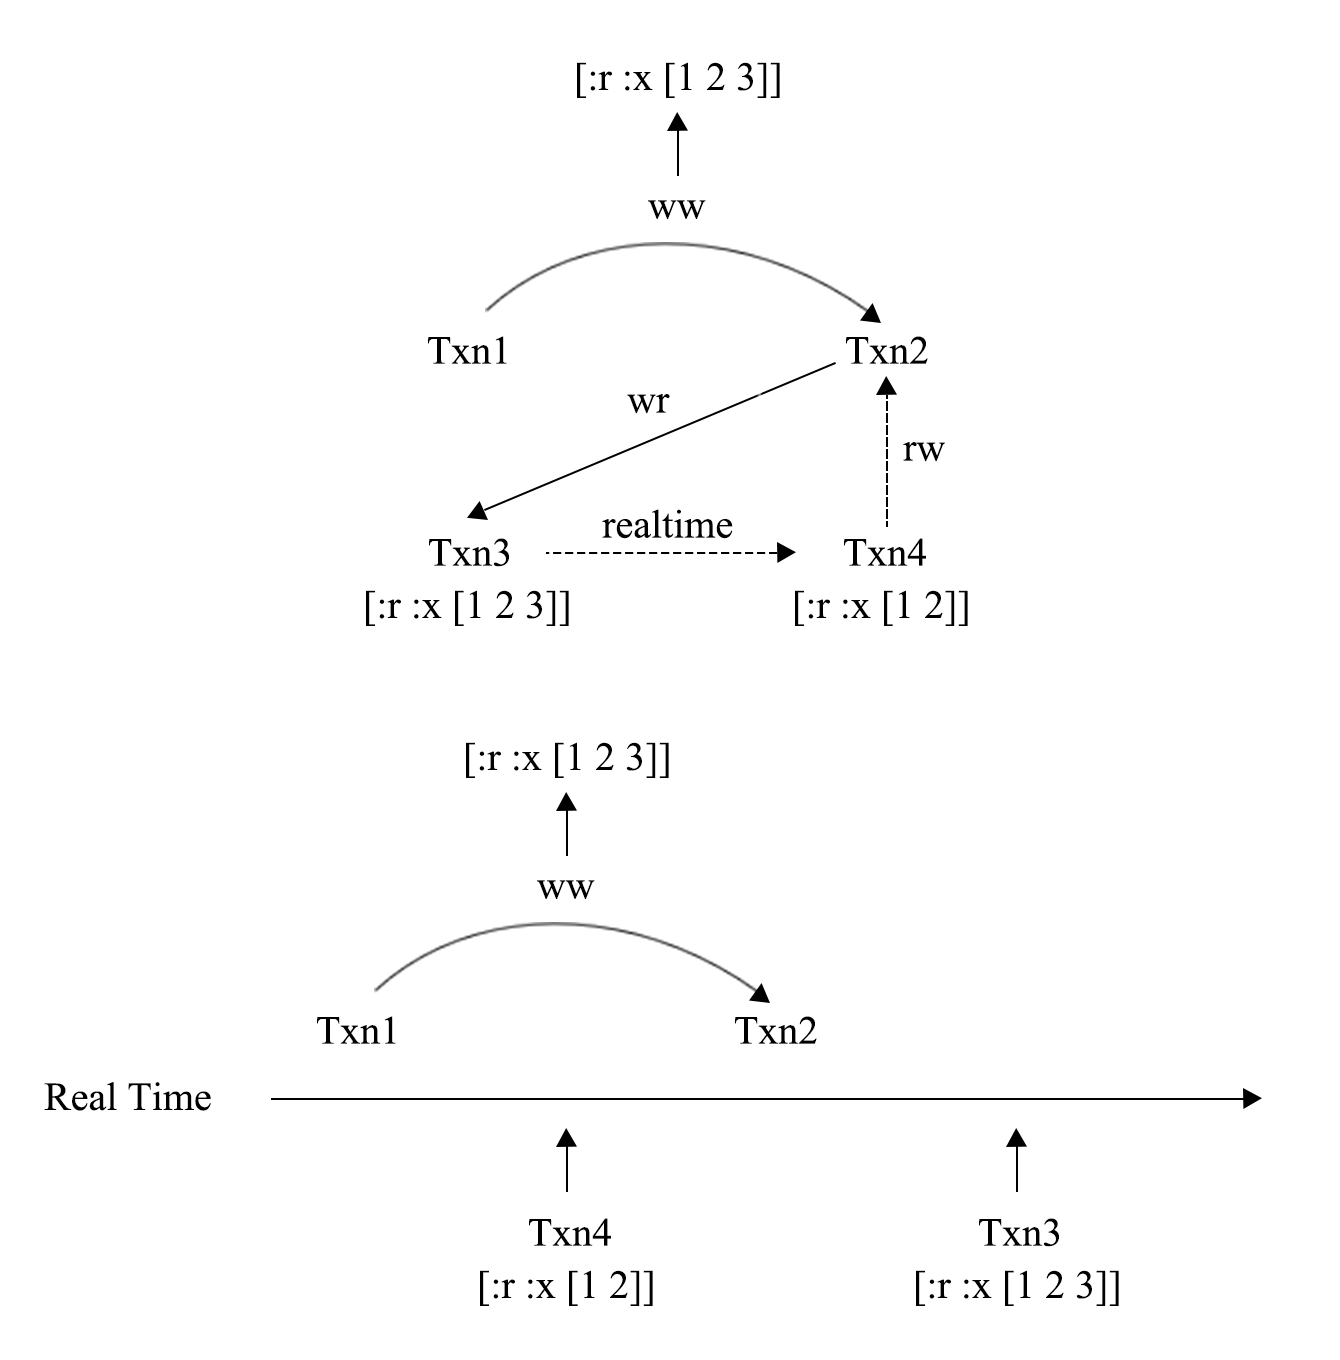 [:r :x [1 2 3]]
ww
Txn1 Txn2
wr
rw
realtime
Txn3 Txn4
[:r :x [1 2 3]] [:r :x [1 2]]
[:r :x [1 2 3]]
ww
Txn1 Txn2
Real Time
Txn4 Txn3
[:r :x [1 2]] [:r :x [1 2 3]]